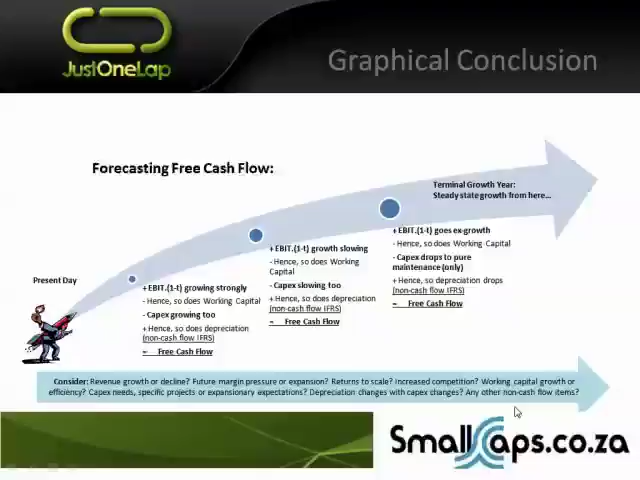 JustOneLap
Graphical Conclusion
Forecasting Free Cash Flow:
Terminal Growth Year:
Steady state growth from here...
Present Day
+ EBIT.(1-t) growing strongly
- Hence, so does Working Capital
- Capex growing too
+ Hence, so does depreciation
(non-cash flow IFRS)
= Free Cash Flow
+ EBIT.(1-t) growth slowing
- Hence, so does Working
Capital
- Capex slowing too
+ Hence, so does depreciation
(non-cash flow IFRS)
= Free Cash Flow
+ EBIT.(1-t) goes ex-growth
- Hence, so does Working Capital
- Capex drops to pure
maintenance (only)
+ Hence, so depreciation drops
(non-cash flow IFRS)
= Free Cash Flow
Consider: Revenue growth or decline? Future margin pressure or expansion? Returns to scale? Increased competition? Working capital growth or
efficiency? Capex needs, specific projects or expansionary expectations? Depreciation changes with capex changes? Any other non-cash flow items?
SmallCaps.co.za